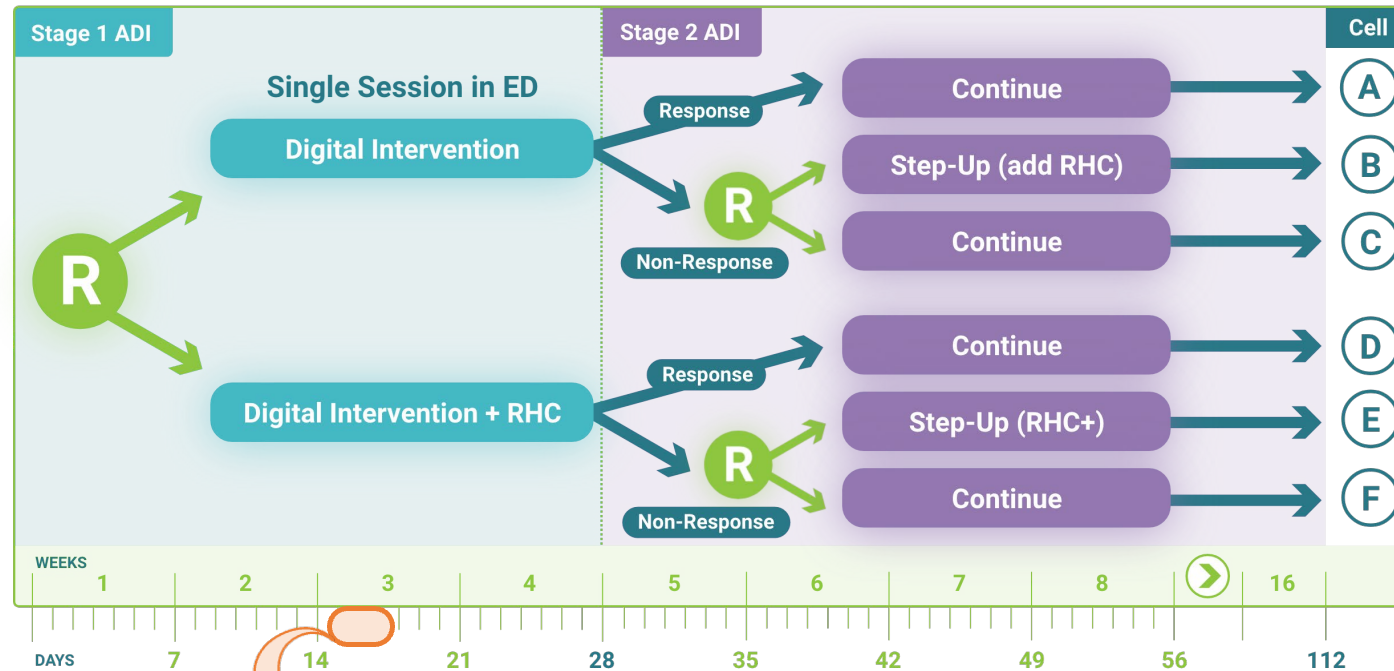 Stage 1 ADI
Stage 2 ADI
Cell
Single Session in ED
Digital Intervention
Response
Continue
A
Step-Up (add RHC)
B
R
Non-Response
Continue
C
R
Digital Intervention + RHC
Response
Continue
D
Step-Up (RHC+)
E
R
Non-Response
Continue
F
WEEKS
1 2 3 4 5 6 7 8 16
DAYS 7 14 21 28 35 42 49 56 112